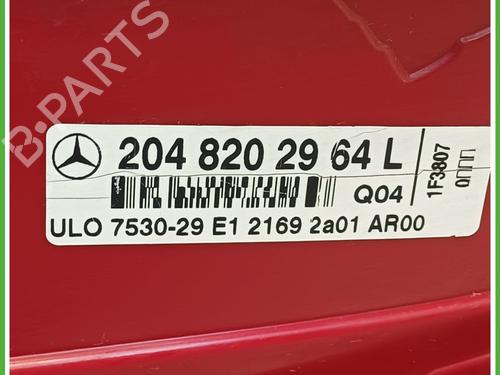 B-PARTS
204 820 29 64 L
Q04
1F3807
ULO 7530-29 E1 2169 2a01 AR00